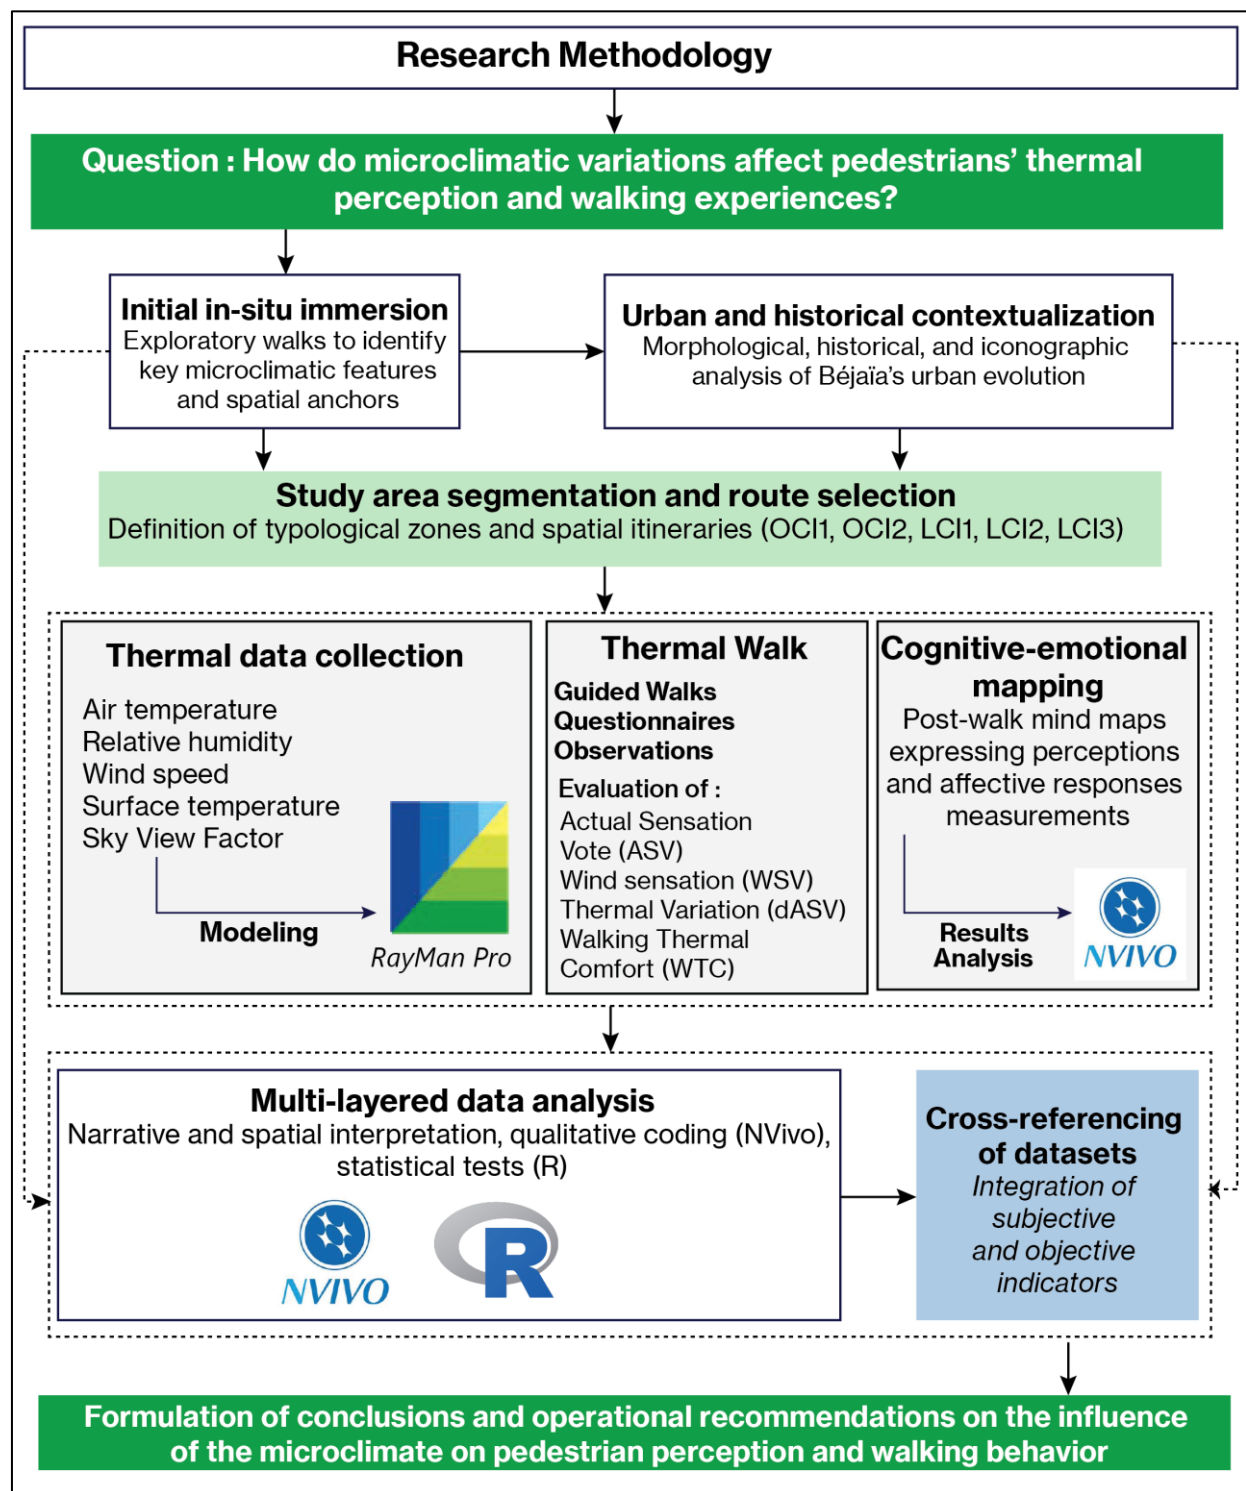 Research Methodology
Question : How do microclimatic variations affect pedestrians’ thermal
perception and walking experiences?
Initial in-situ immersion
Exploratory walks to identify
key microclimatic features
and spatial anchors
Urban and historical contextualization
Morphological, historical, and iconographic
analysis of Béjaïa’s urban evolution
Study area segmentation and route selection
Definition of typological zones and spatial itineraries (OCI1, OCI2, LCI1, LCI2, LCI3)
Thermal data collection
Air temperature
Relative humidity
Wind speed
Surface temperature
Sky View Factor
Modeling
RayMan Pro
Thermal Walk
Guided Walks
Questionnaires
Observations
Evaluation of :
Actual Sensation
Vote (ASV)
Wind sensation (WSV)
Thermal Variation (dASV)
Walking Thermal
Comfort (WTC)
Cognitive-emotional
mapping
Post-walk mind maps
expressing perceptions
and affective responses
measurements
Results
Analysis
NVIVO
Multi-layered data analysis
Narrative and spatial interpretation, qualitative coding (NVivo),
statistical tests (R)
NVIVO
R
Cross-referencing
of datasets
Integration of
subjective
and objective
indicators
Formulation of conclusions and operational recommendations on the influence
of the microclimate on pedestrian perception and walking behavior